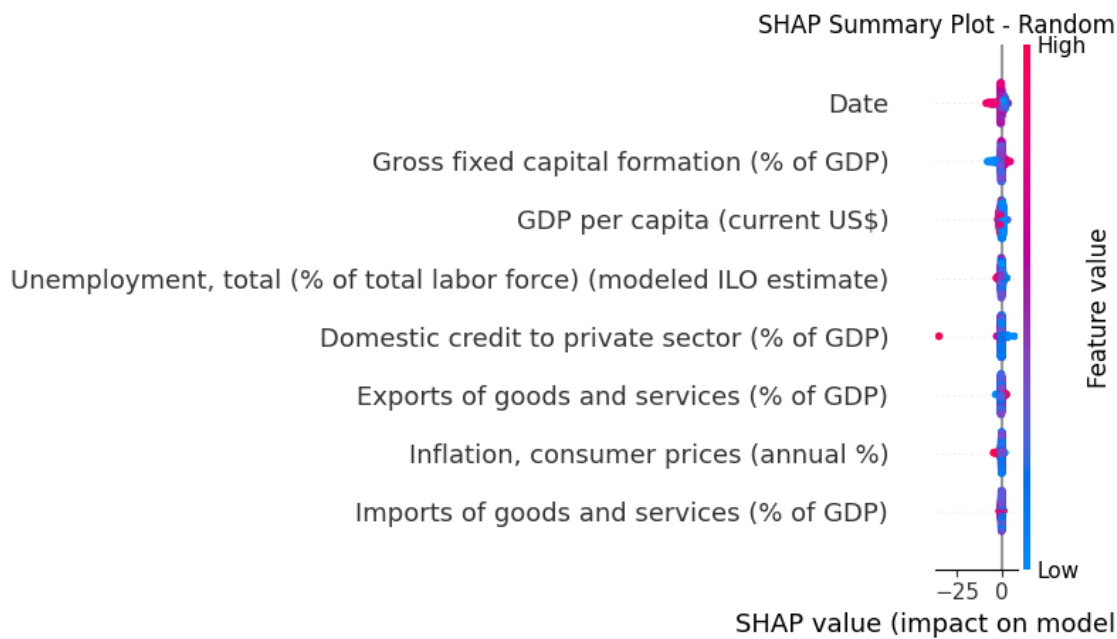 SHAP Summary Plot - Random
High
Date
Gross fixed capital formation (% of GDP)
GDP per capita (current US$)
Unemployment, total (% of total labor force) (modeled ILO estimate)
Domestic credit to private sector (% of GDP)
Exports of goods and services (% of GDP)
Inflation, consumer prices (annual %)
Imports of goods and services (% of GDP)
Feature value
Low
−25 0
SHAP value (impact on model